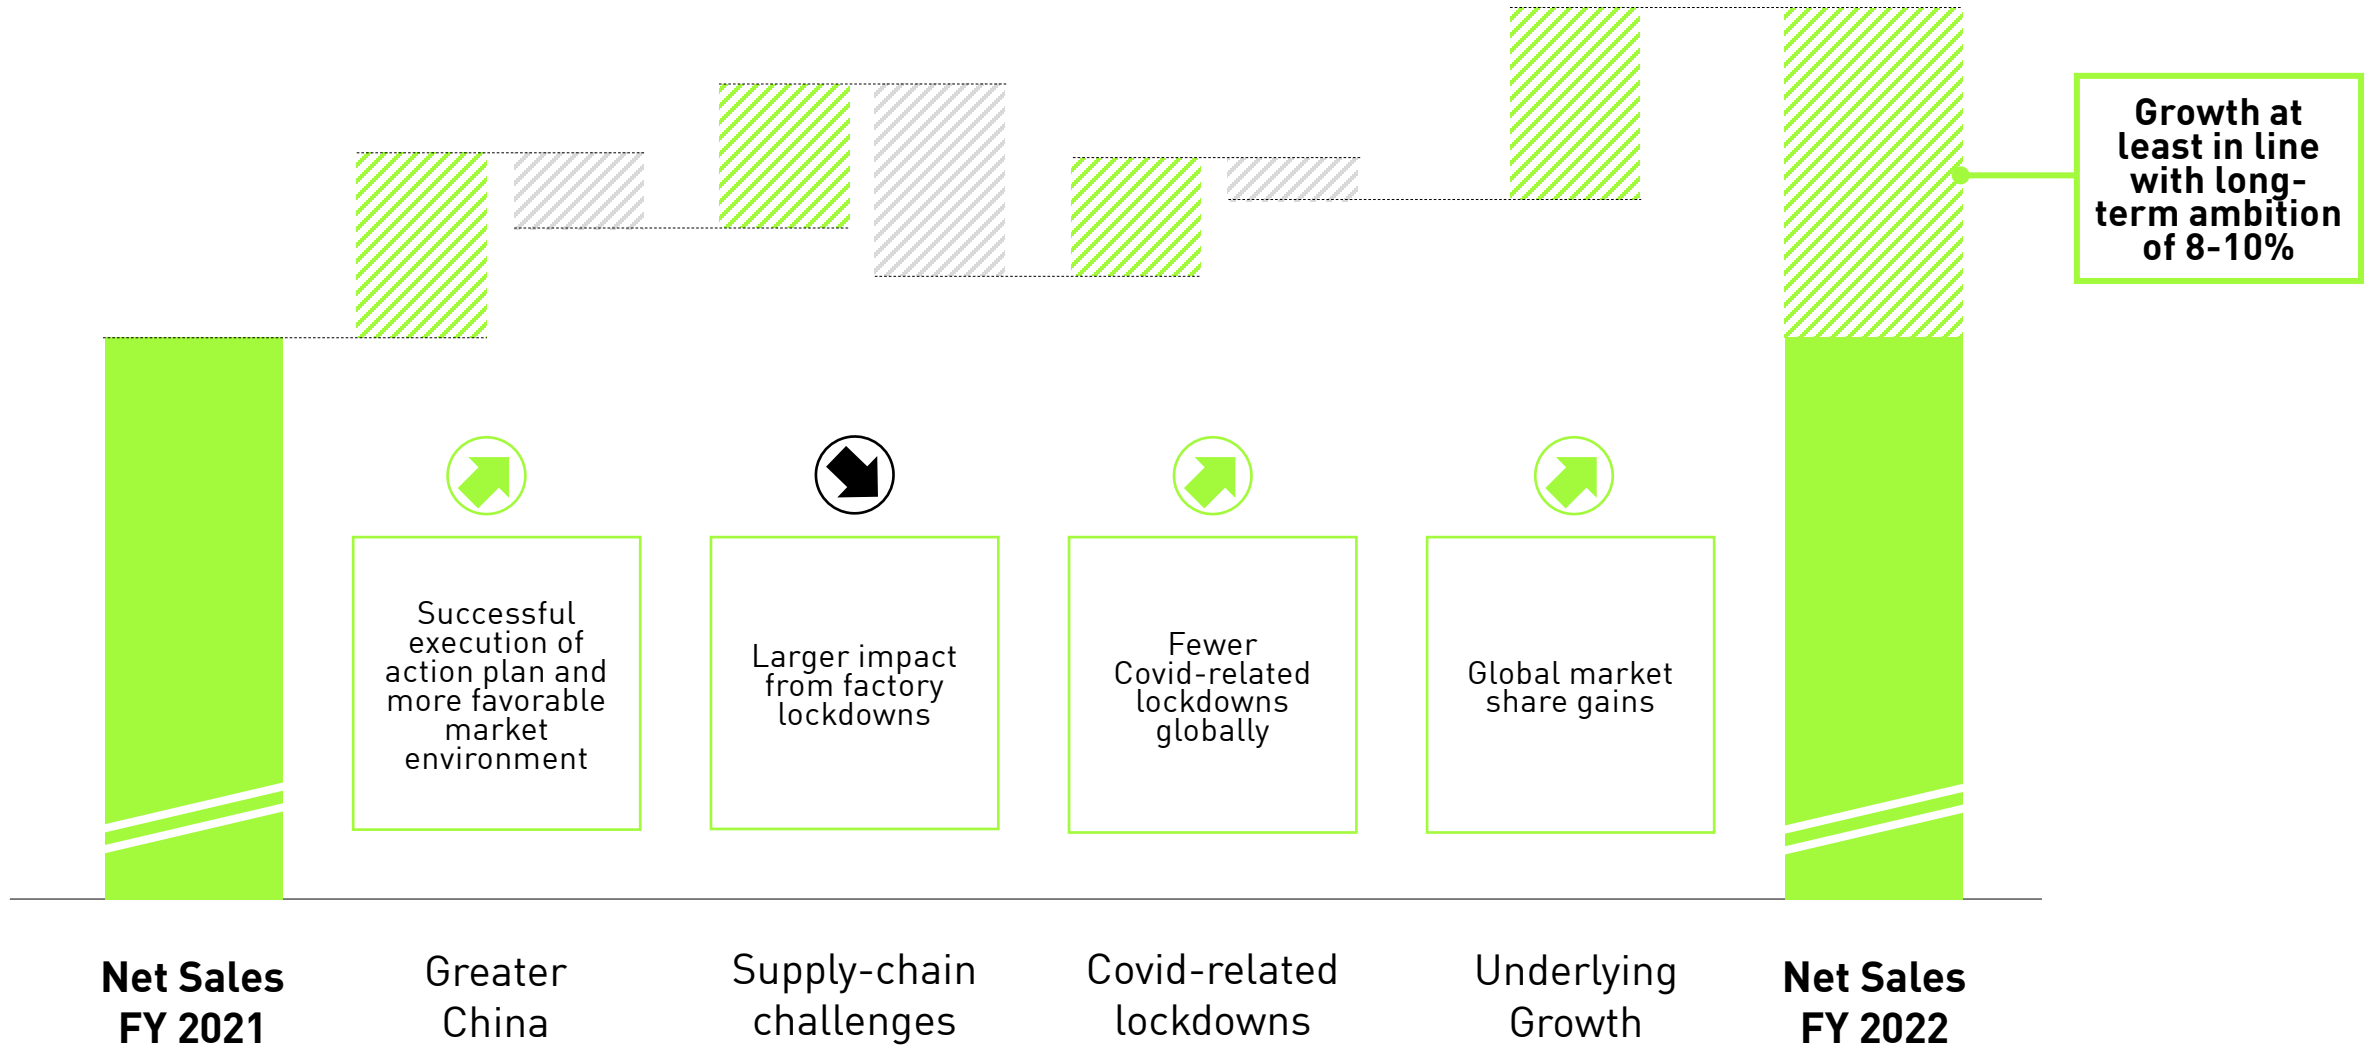 Growth at
least in line
with long-
term ambition
of 8-10%
Successful
execution of
action plan and
more favorable
market
environment
Larger impact
from factory
lockdowns
Fewer
Covid-related
lockdowns
globally
Global market
share gains
Net Sales
FY 2021
Greater
China
Supply-chain
challenges
Covid-related
lockdowns
Underlying
Growth
Net Sales
FY 2022